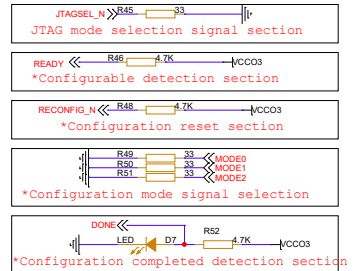 JTAGSEL_N R45 33
JTAG mode selection signal section
READY R46 4.7K VCCO3
*Configurable detection section
RECONFIG_N R48 4.7K VCCO3
*Configuration reset section
R49 33 MODE0
R50 33 MODE1
R51 33 MODE2
*Configuration mode signal selection
DONE
LED D7 R52 4.7K VCCO3
*Configuration completed detection section